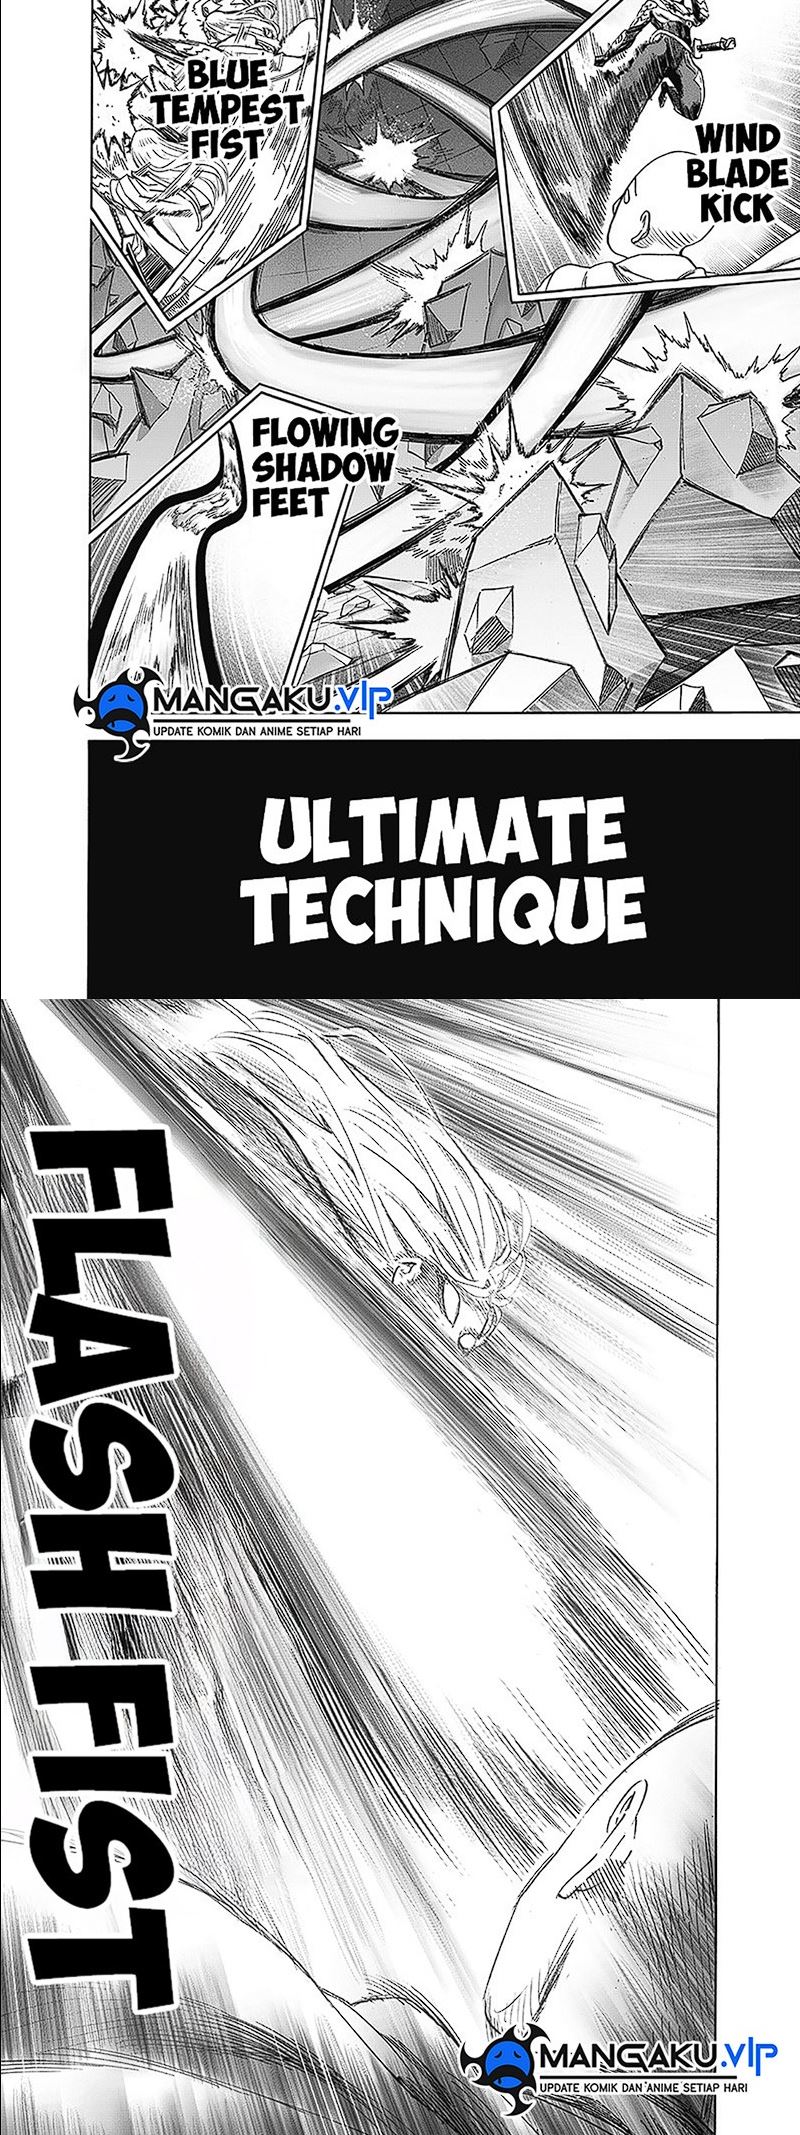 BLUE
TEMPEST
FIST
WIND
BLADE
KICK
FLOWING
SHADOW
FEET
MANGAKU.VIP
UPDATE KOMIK DAN ANIME SETIAP HARI
ULTIMATE
TECHNIQUE
FLASH FIST
MANGAKU.VIP
UPDATE KOMIK DAN ANIME SETIAP HARI